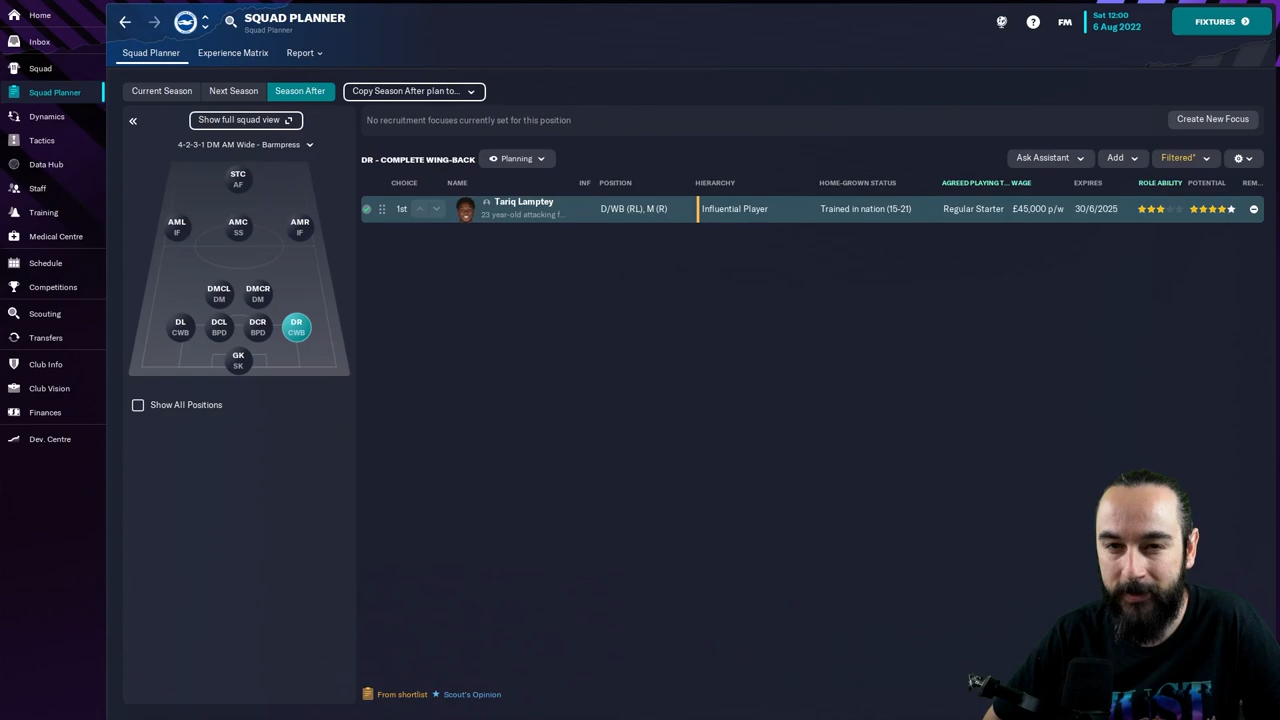 Home
Inbox
Squad
Squad Planner
Dynamics
Tactics
Data Hub
Staff
Training
Medical Centre
Schedule
Competitions
Scouting
Transfers
Club Info
Club Vision
Finances
Dev. Centre
SQUAD PLANNER
Squad Planner
FM
Sat 12:00
6 Aug 2022
FIXTURES
Squad Planner
Experience Matrix
Report
Current Season
Next Season
Season After
Copy Season After plan to...
Show full squad view
4-2-3-1 DM AM Wide - Barmpress
STC
AF
AML
IF
AMC
SS
AMR
IF
DMCL
DM
DMCR
DM
DL
CWB
DCL
BPD
DCR
BPD
DR
CWB
GK
SK
Show All Positions
No recruitment focuses currently set for this position
Create New Focus
DR - COMPLETE WING-BACK
Planning
Ask Assistant
Add
Filtered*
CHOICE NAME INF POSITION HIERARCHY HOME-GROWN STATUS AGREED PLAYING T... WAGE EXPIRES ROLE ABILITY POTENTIAL REM...
1st Tariq Lamptey D/WB (RL), M (R) Influential Player Trained in nation (15-21) Regular Starter £45,000 p/w 30/6/2025
23 year-old attacking f...
From shortlist
Scout's Opinion